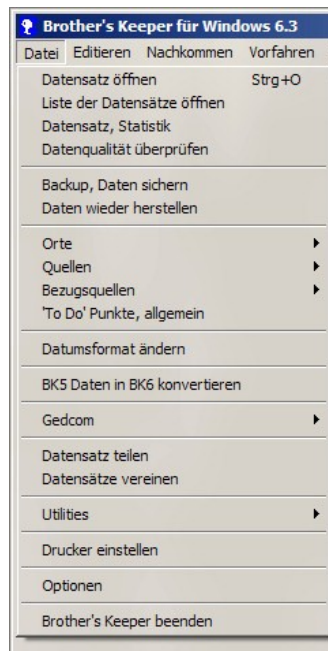 Brother's Keeper für Windows 6.3
Datei Editieren Nachkommen Vorfahren
Datensatz öffnen Strg+O
Liste der Datensätze öffnen
Datensatz, Statistik
Datenqualität überprüfen
Backup, Daten sichern
Daten wieder herstellen
Orte
Quellen
Bezugsquellen
'To Do' Punkte, allgemein
Datumsformat ändern
BK5 Daten in BK6 konvertieren
Gedcom
Datensatz teilen
Datensätze vereinen
Utilities
Drucker einstellen
Optionen
Brother's Keeper beenden